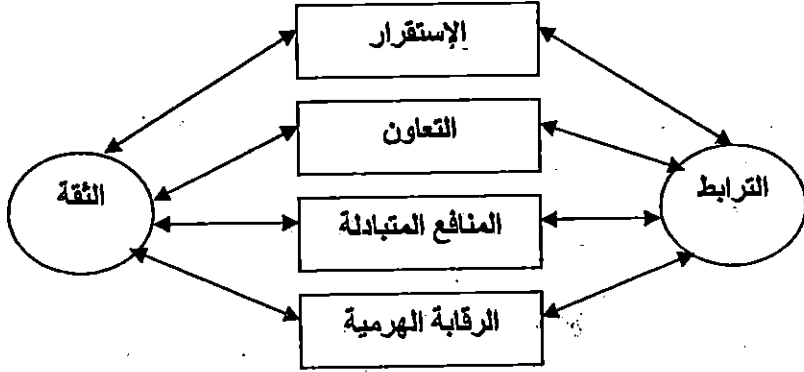 الإستقرار
التعاون
الثقة
الترابط
المنافع المتبادلة
الرقابة الهرمية